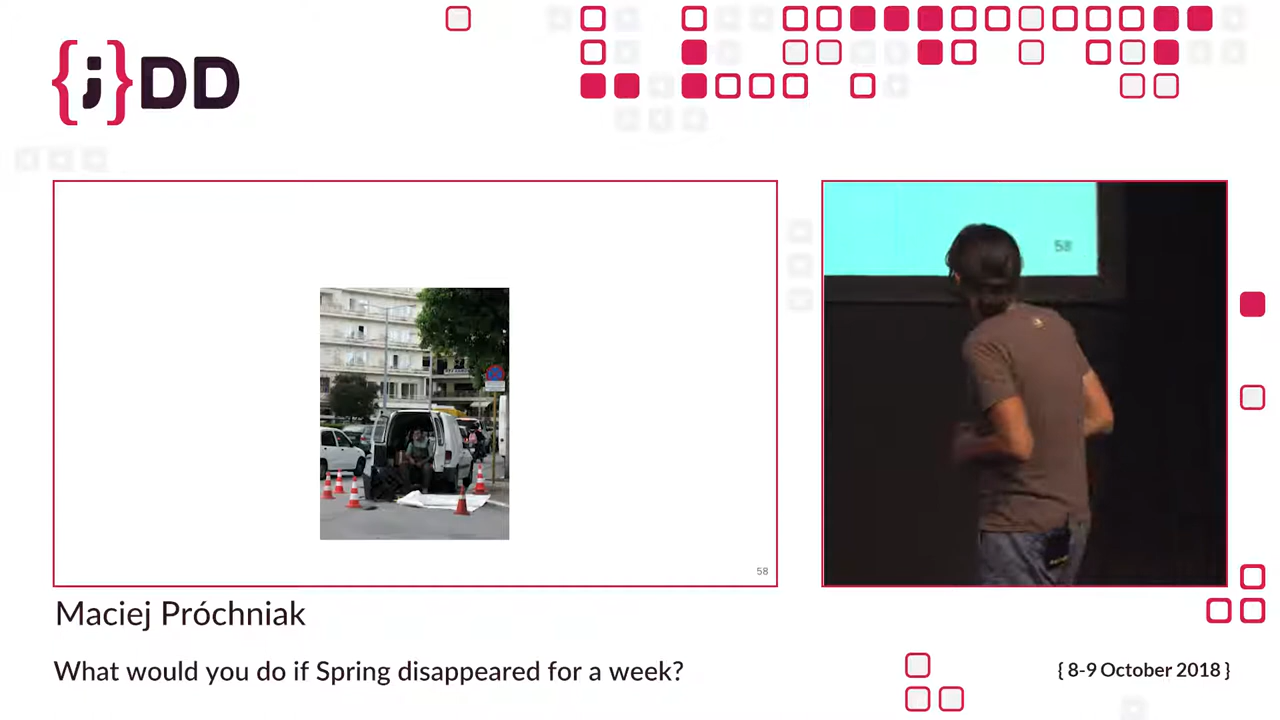 {j}DD
58
58
Maciej Próchniak
What would you do if Spring disappeared for a week?
{ 8-9 October 2018 }